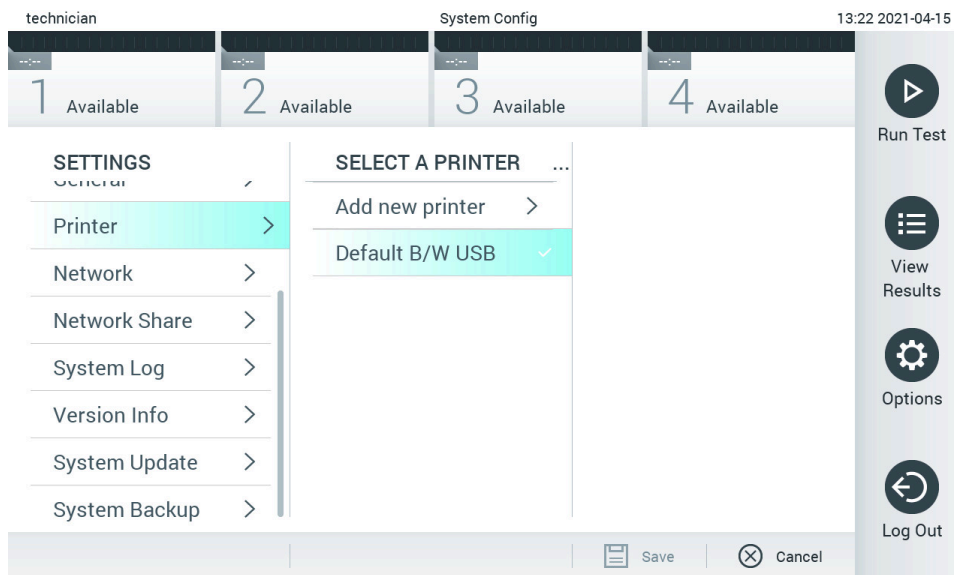 technician
System Config
13:22 2021-04-15
--:--
--:--
--:--
--:--
1 Available
2 Available
3 Available
4 Available
Run Test
SETTINGS
General
Printer
Network
Network Share
System Log
Version Info
System Update
System Backup
SELECT A PRINTER ...
Add new printer
Default B/W USB
View
Results
Options
Log Out
Save
Cancel